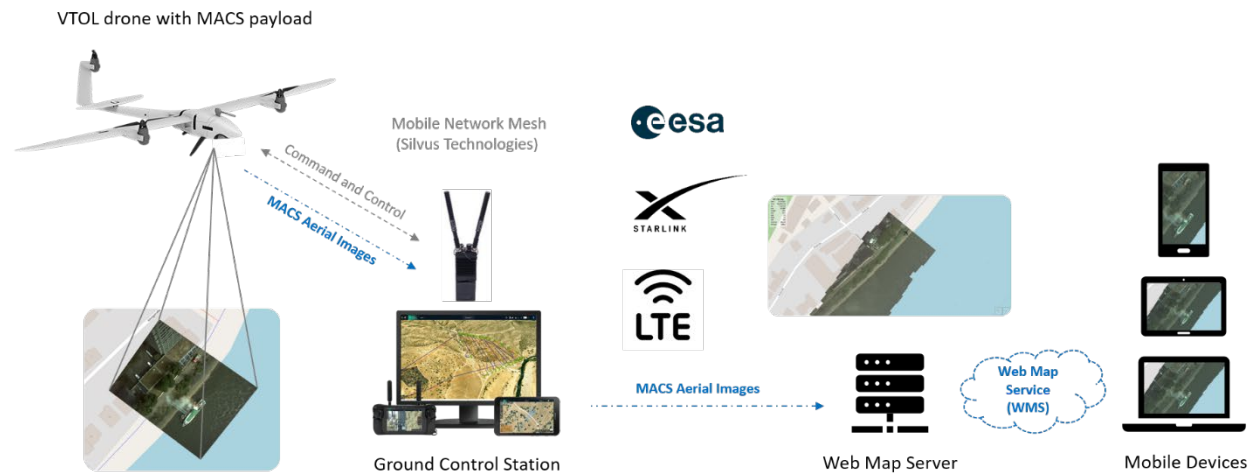 VTOL drone with MACS payload
Mobile Network Mesh
(Silvus Technologies)
Command and Control
MACS Aerial Images
esa
STARLINK
LTE
MACS Aerial Images
Web Map
Service
(WMS)
Ground Control Station
Web Map Server
Mobile Devices